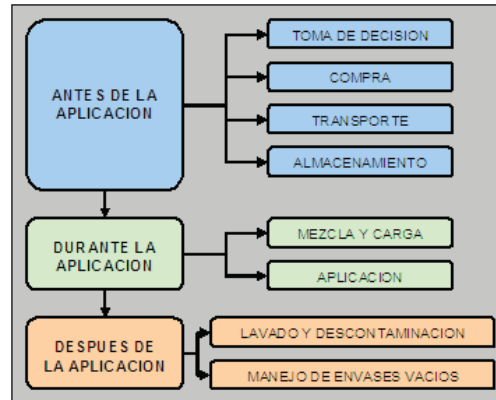 ANTES DE LA
APLICACION
TOMA DE DECISION
COMPRA
TRANSPORTE
ALMACENAMIENTO
DURANTE LA
APLICACION
MEZCLA Y CARGA
APLICACION
DESPUES DE
LA APLICACION
LAVADO Y DESCONTAMINACION
MANEJO DE ENVASES VACIOS